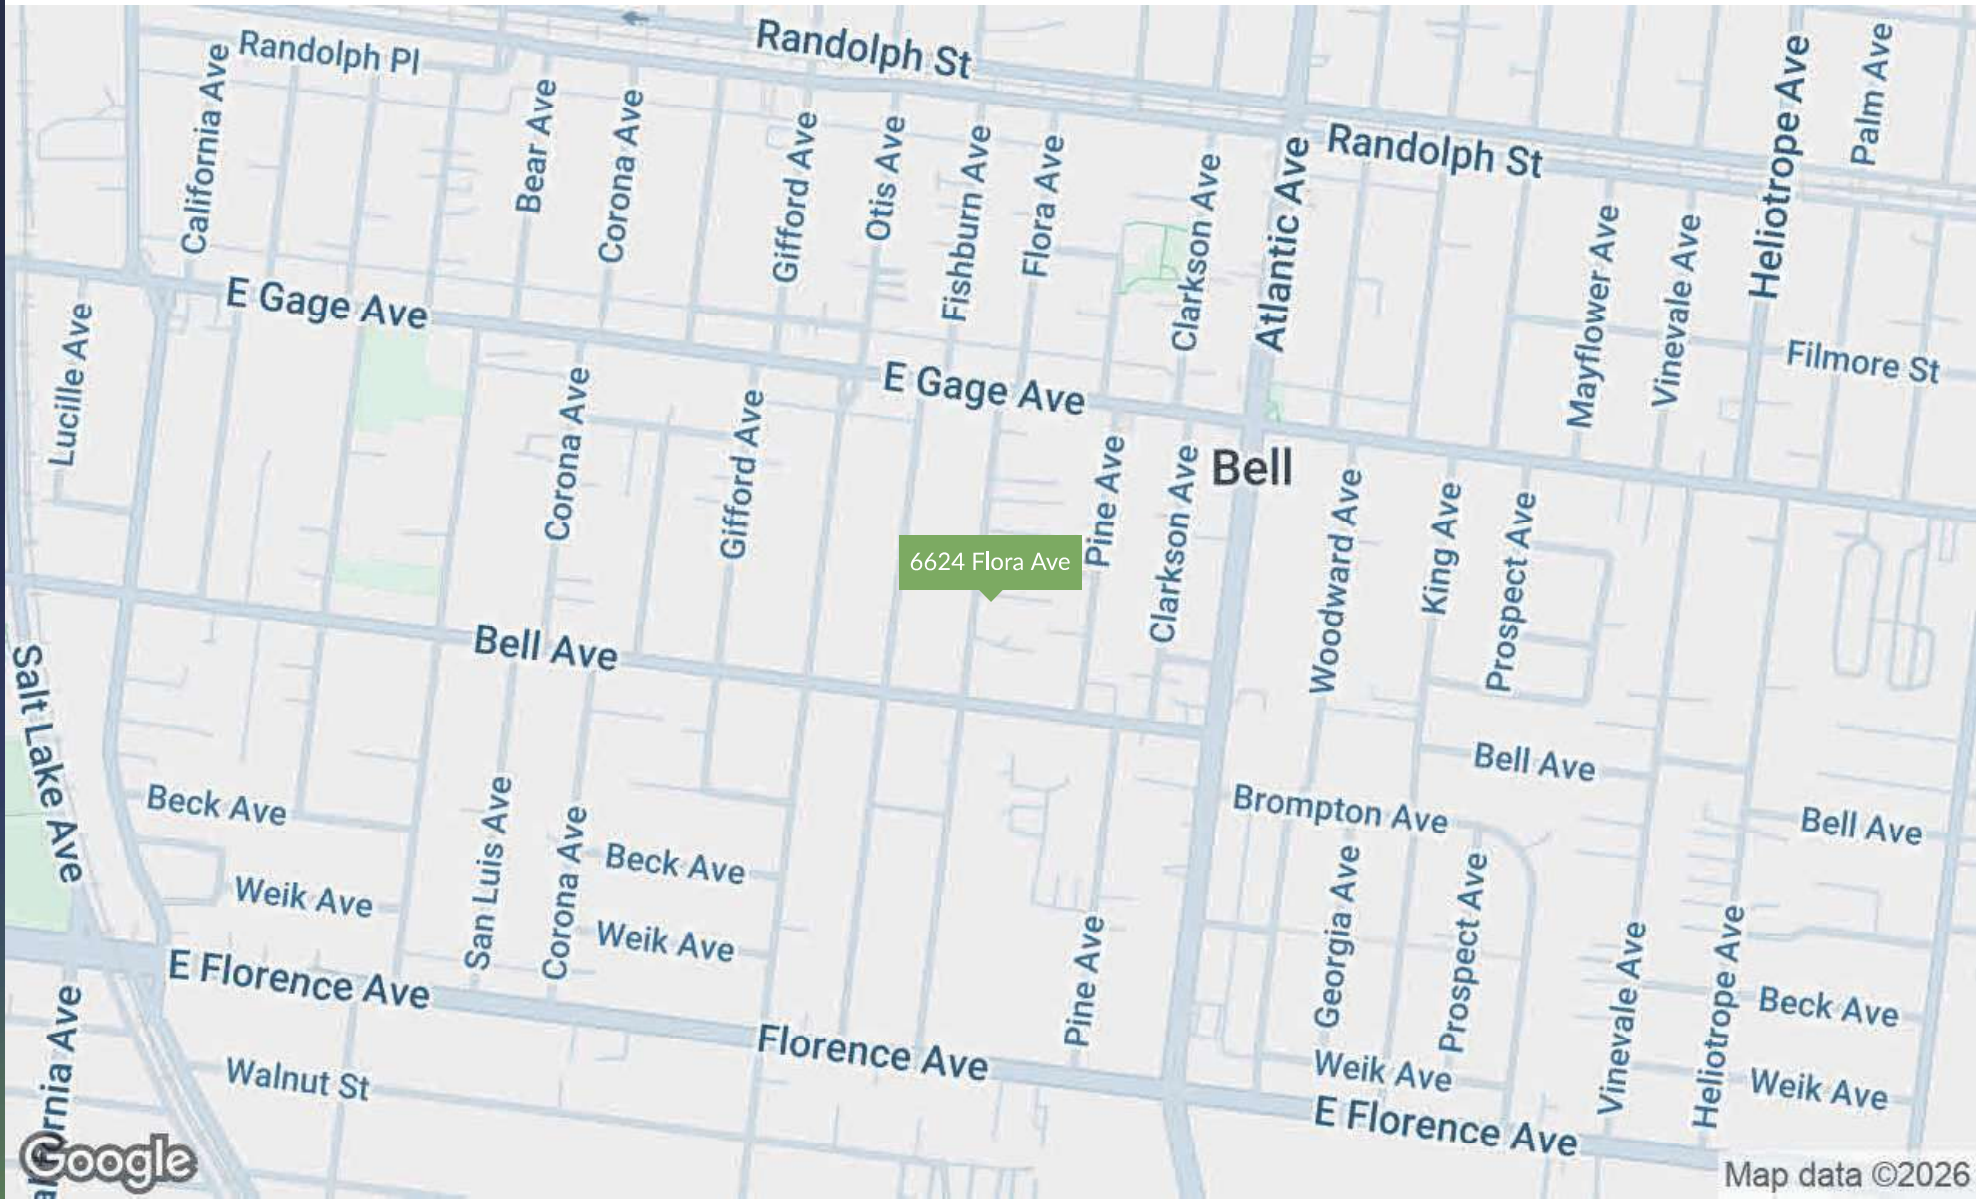 Randolph St
Randolph Pl
California Ave
Bear Ave
Corona Ave
Gifford Ave
Otis Ave
Fishburn Ave
Flora Ave
Clarkson Ave
Atlantic Ave
Randolph St
Heliotrope Ave
Palm Ave
Mayflower Ave
Vinevale Ave
Filmore St
E Gage Ave
E Gage Ave
Lucille Ave
Corona Ave
Gifford Ave
Pine Ave
Clarkson Ave
Bell
Woodward Ave
King Ave
Prospect Ave
6624 Flora Ave
Bell Ave
Salt Lake Ave
Bell Ave
Brompton Ave
Bell Ave
Beck Ave
San Luis Ave
Corona Ave
Beck Ave
Weik Ave
Weik Ave
Pine Ave
Georgia Ave
Prospect Ave
Vinevale Ave
Heliotrope Ave
Beck Ave
E Florence Ave
Florence Ave
Weik Ave
Weik Ave
Walnut St
E Florence Ave
ornia Ave
Google
Map data ©2026